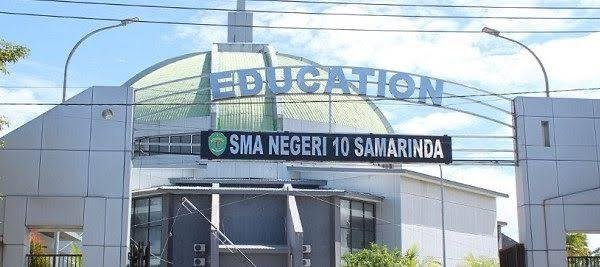 EDUCATION
SMA NEGERI 10 SAMARINDA